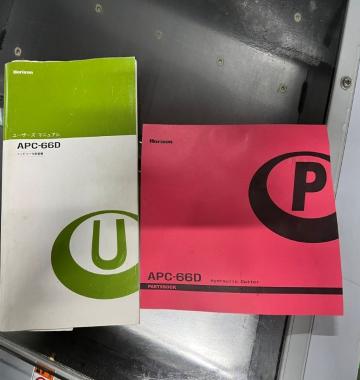 Horizon
ユーザーズ マニュアル
APC-66D
U
Horizon
P
APC-66D Hydraulic Cutter
PARTSBOOK